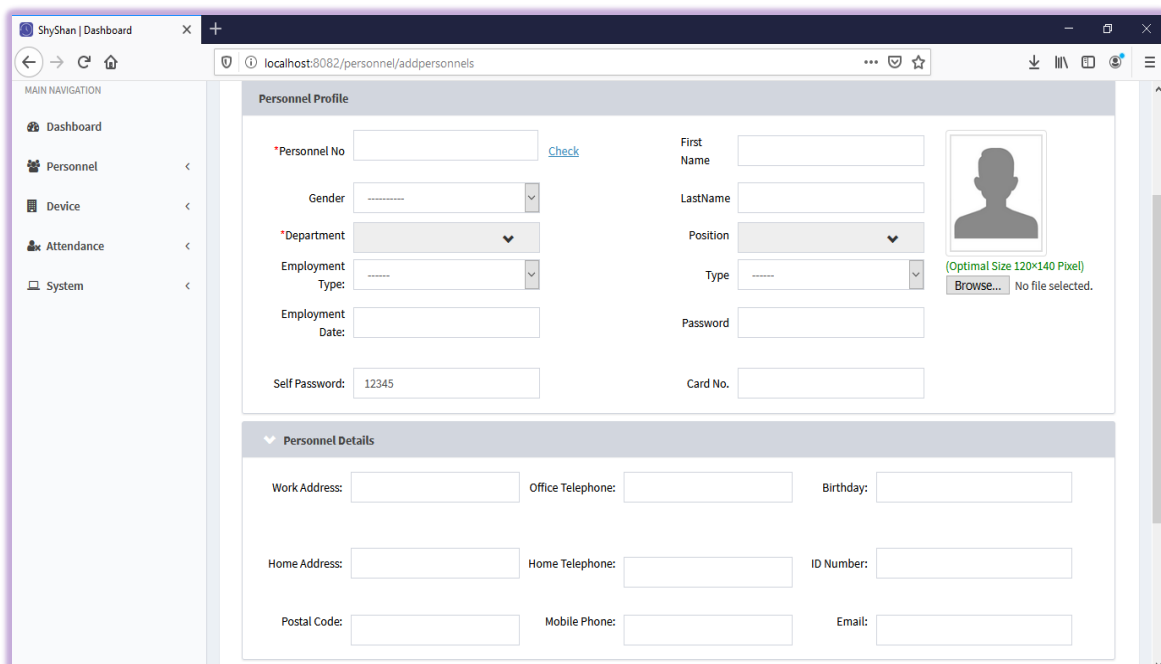 ShyShan | Dashboard
localhost:8082/personnel/addpersonnels
MAIN NAVIGATION
Dashboard
Personnel
Device
Attendance
System
Personnel Profile
*Personnel No
Check
First
Name
Gender
----------
LastName
*Department
Position
Employment
Type:
------
Type
------
(Optimal Size 120×140 Pixel)
Browse... No file selected.
Employment
Date:
Password
Self Password:
12345
Card No.
Personnel Details
Work Address:
Office Telephone:
Birthday:
Home Address:
Home Telephone:
ID Number:
Postal Code:
Mobile Phone:
Email: